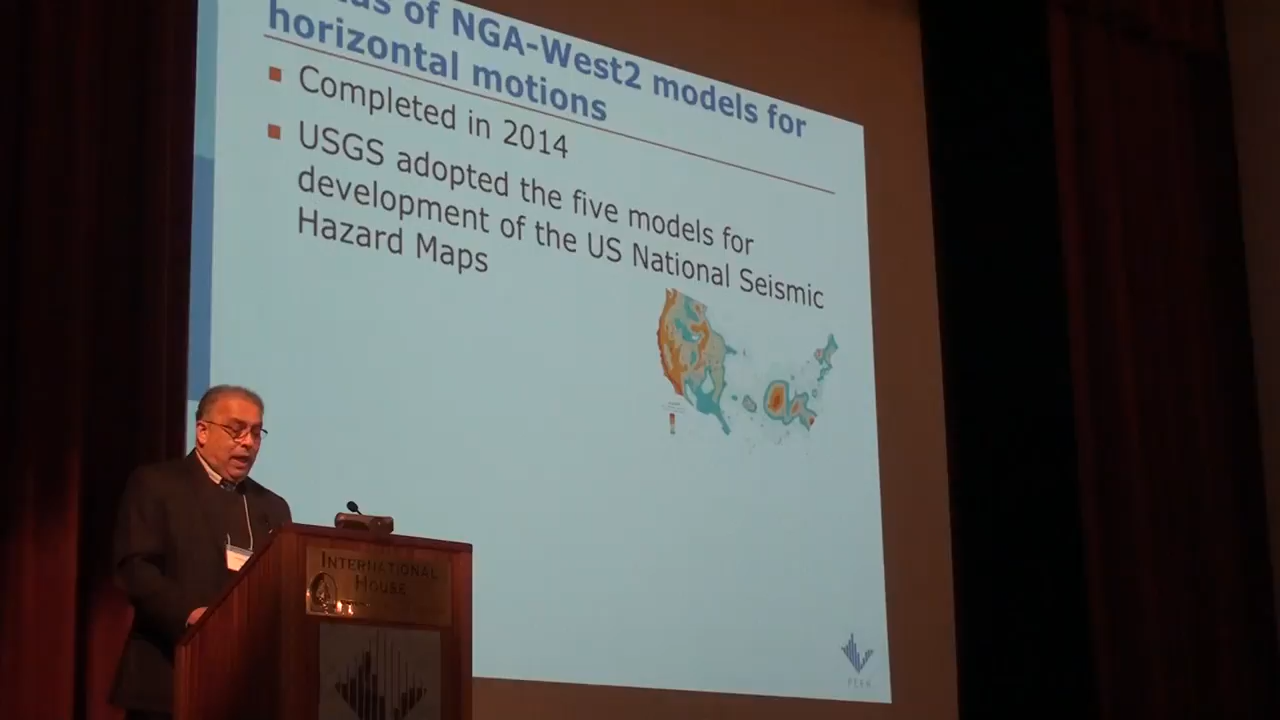 of NGA-West2 models for
horizontal motions
Completed in 2014
USGS adopted the five models for
development of the US National Seismic
Hazard Maps
INTERNATIONAL
HOUSE
PEER